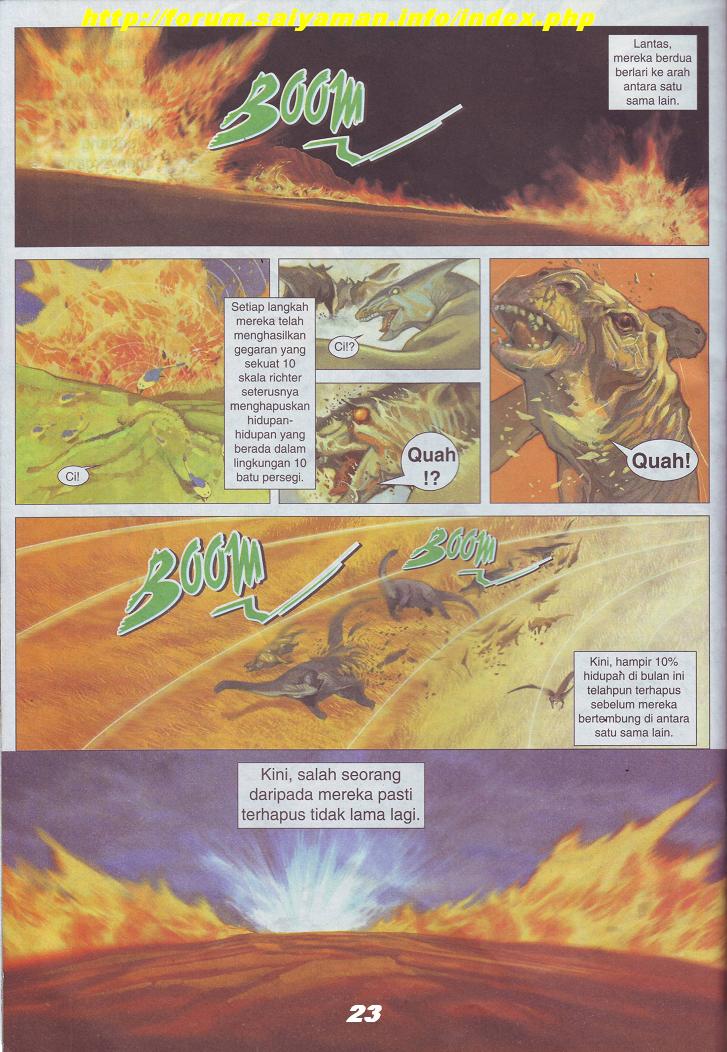 http://forum.saiyaman.info/index.php
Lantas,
mereka berdua
berlari ke arah
antara satu
sama lain.
BOOM
Setiap langkah
mereka telah
menghasilkan
gegaran yang
sekuat 10
skala richter
seterusnya
menghapuskan
hidupan-
hidupan yang
berada dalam
lingkungan 10
batu persegi.
Ci!
Ci!?
Quah
!?
Quah!
BOOM
BOOM
Kini, hampir 10%
hidupan di bulan ini
telahpun terhapus
sebelum mereka
bertembung di antara
satu sama lain.
Kini, salah seorang
daripada mereka pasti
terhapus tidak lama lagi.
23